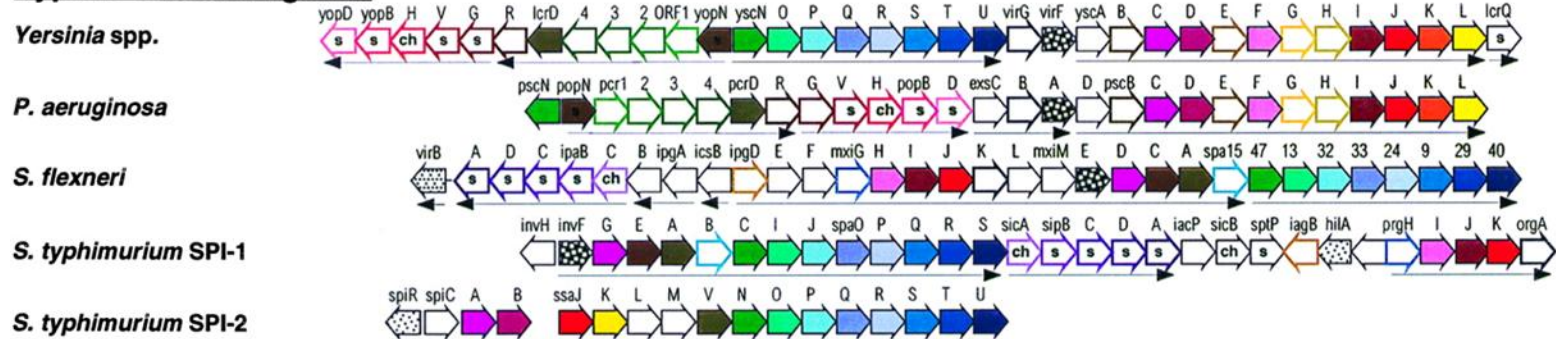 yopD yopB H V G R lcrD 4 3 2 ORF1 yopN yscN O P Q R S T U virG virF yscA B C D E F G H I J K L lcrQ
Yersinia spp. s s ch s s s s
pscN popN pcr1 2 3 4 pcrD R G V H popB D exsC B A D pscB C D E F G H I J K L
P. aeruginosa s s ch s s
virB A D C ipaB C B ipgA icsB ipgD E F mxiG H I J K L mxiM E D C A spa15 47 13 32 33 24 9 29 40
S. flexneri s s s s ch
invH invF G E A B C I J spaO P Q R S sicA sipB C D A iacP sicB sptP iagB hilA prgH I J K orgA
S. typhimurium SPI-1 ch s s s s ch s
spiR spiC A B ssaJ K L M V N O P Q R S T U
S. typhimurium SPI-2